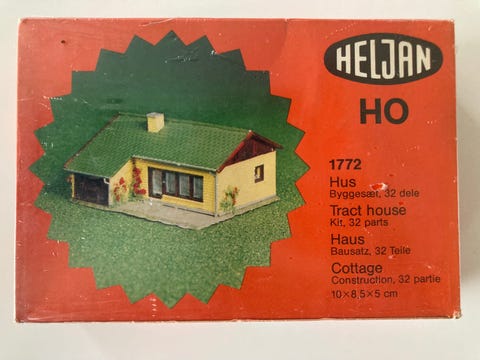 HELJAN
HO
1772
Hus
Byggesæt, 32 dele
Tract house
Kit, 32 parts
Haus
Bausatz, 32 Teile
Cottage
Construction, 32 partie
10×8,5×5 cm